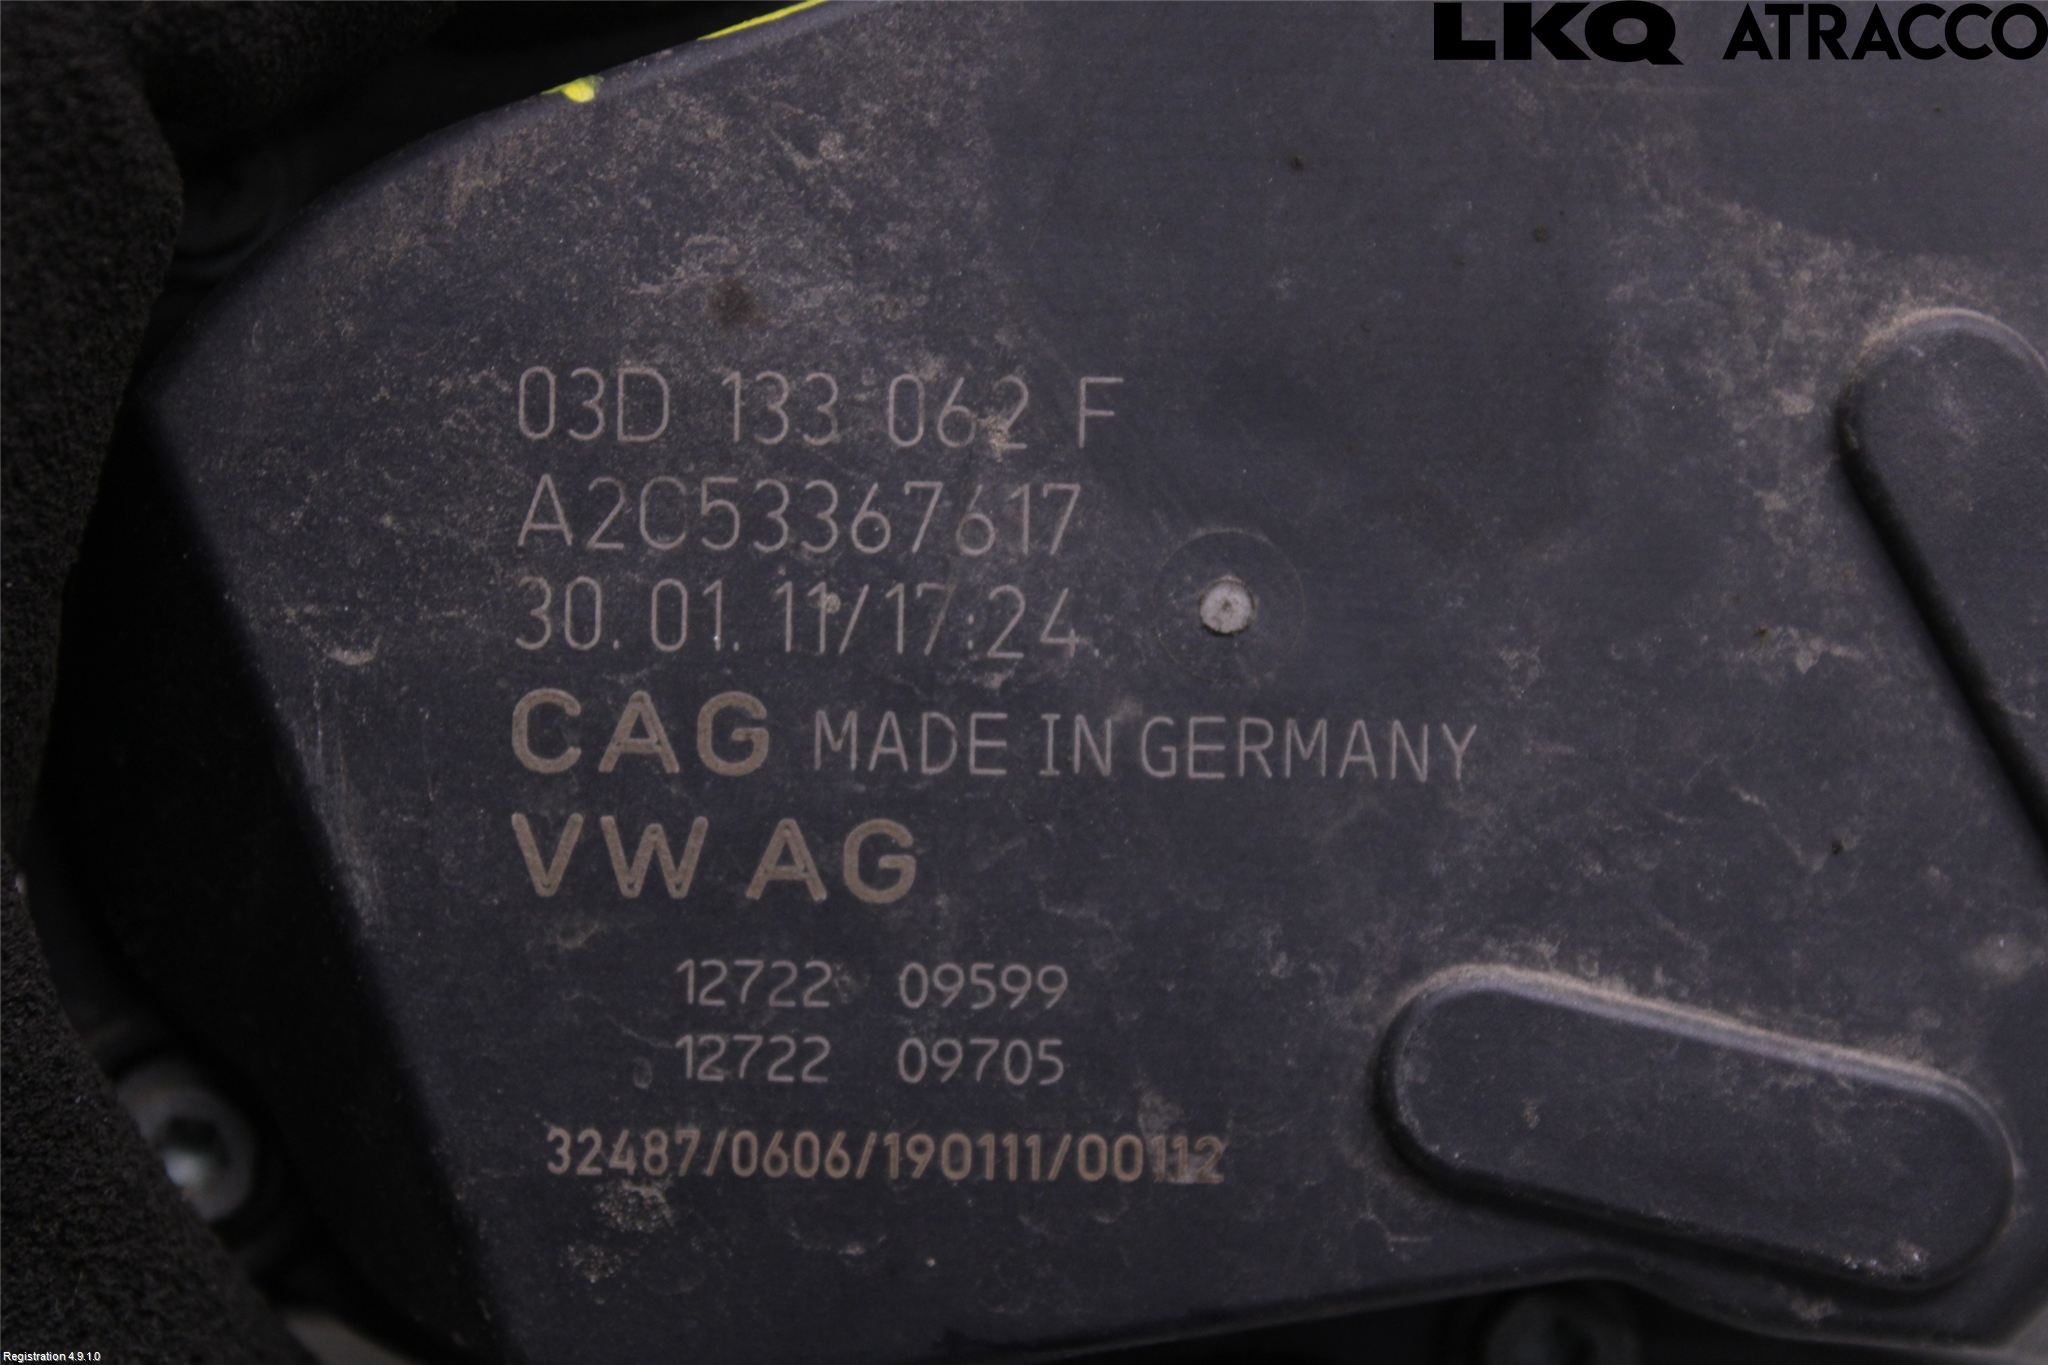 LKQ ATRACCO
03D 133 062 F
A2C53367617
30.01.11/17:24
CAG MADE IN GERMANY
VW AG
12722 09599
12722 09705
32487/0606/190111/00112
Registration 4.9.1.0